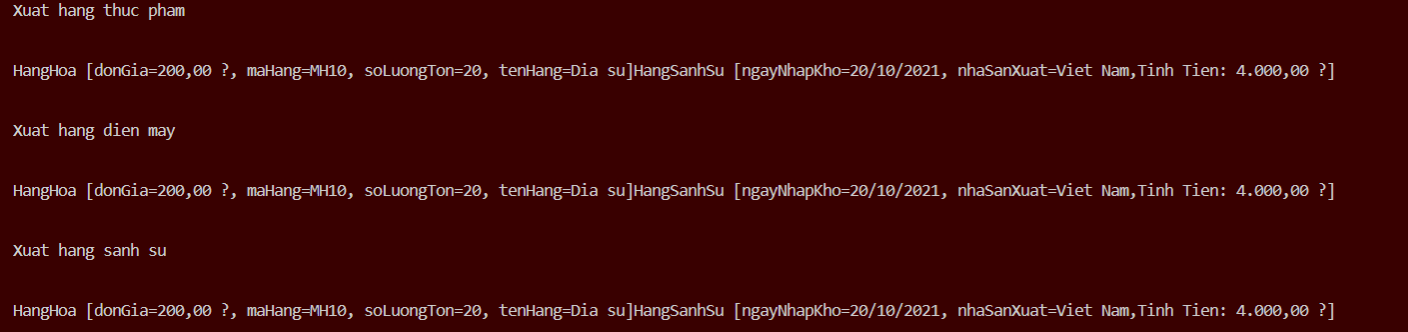 Xuat hang thuc pham
HangHoa [donGia=200,00 ?, maHang=MH10, soLuongTon=20, tenHang=Dia su]HangSanhSu [ngayNhapKho=20/10/2021, nhaSanXuat=Viet Nam,Tinh Tien: 4.000,00 ?]
Xuat hang dien may
HangHoa [donGia=200,00 ?, maHang=MH10, soLuongTon=20, tenHang=Dia su]HangSanhSu [ngayNhapKho=20/10/2021, nhaSanXuat=Viet Nam,Tinh Tien: 4.000,00 ?]
Xuat hang sanh su
HangHoa [donGia=200,00 ?, maHang=MH10, soLuongTon=20, tenHang=Dia su]HangSanhSu [ngayNhapKho=20/10/2021, nhaSanXuat=Viet Nam,Tinh Tien: 4.000,00 ?]